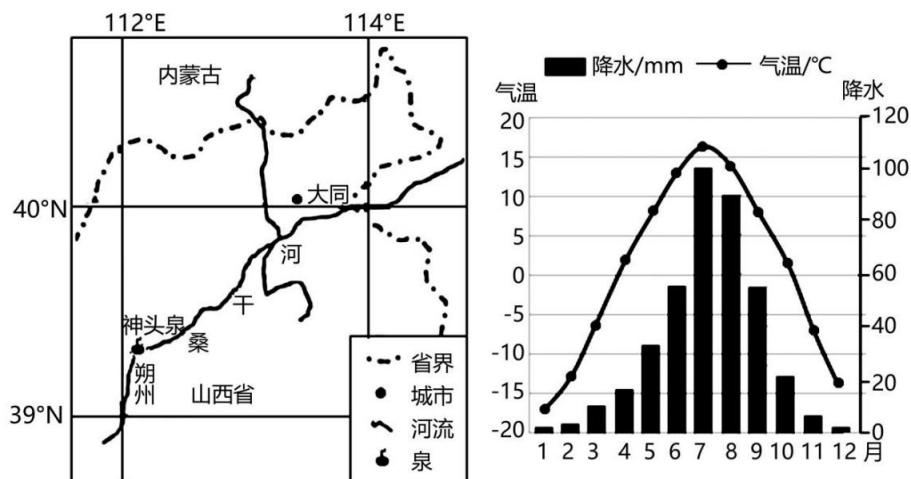 112°E 114°E
内蒙古
大同
40°N
河
干
桑
神头泉
朔州
山西省
39°N
省界
城市
河流
泉
降水/mm 气温/℃
气温 降水
20 120
15 100
10
5 80
0 60
-5
-10 40
-15 20
-20 0
1 2 3 4 5 6 7 8 9 10 11 12 月